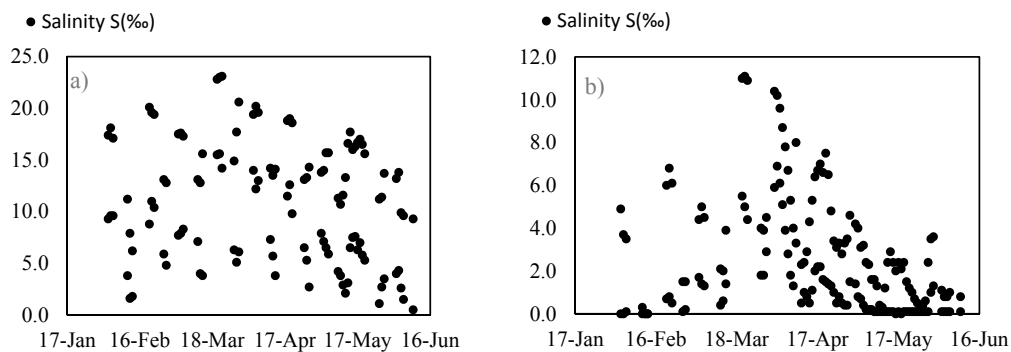 ● Salinity S(‰)
25.0
a)
20.0
15.0
10.0
5.0
0.0
17-Jan 16-Feb 18-Mar 17-Apr 17-May 16-Jun
● Salinity S(‰)
12.0
b)
10.0
8.0
6.0
4.0
2.0
0.0
17-Jan 16-Feb 18-Mar 17-Apr 17-May 16-Jun